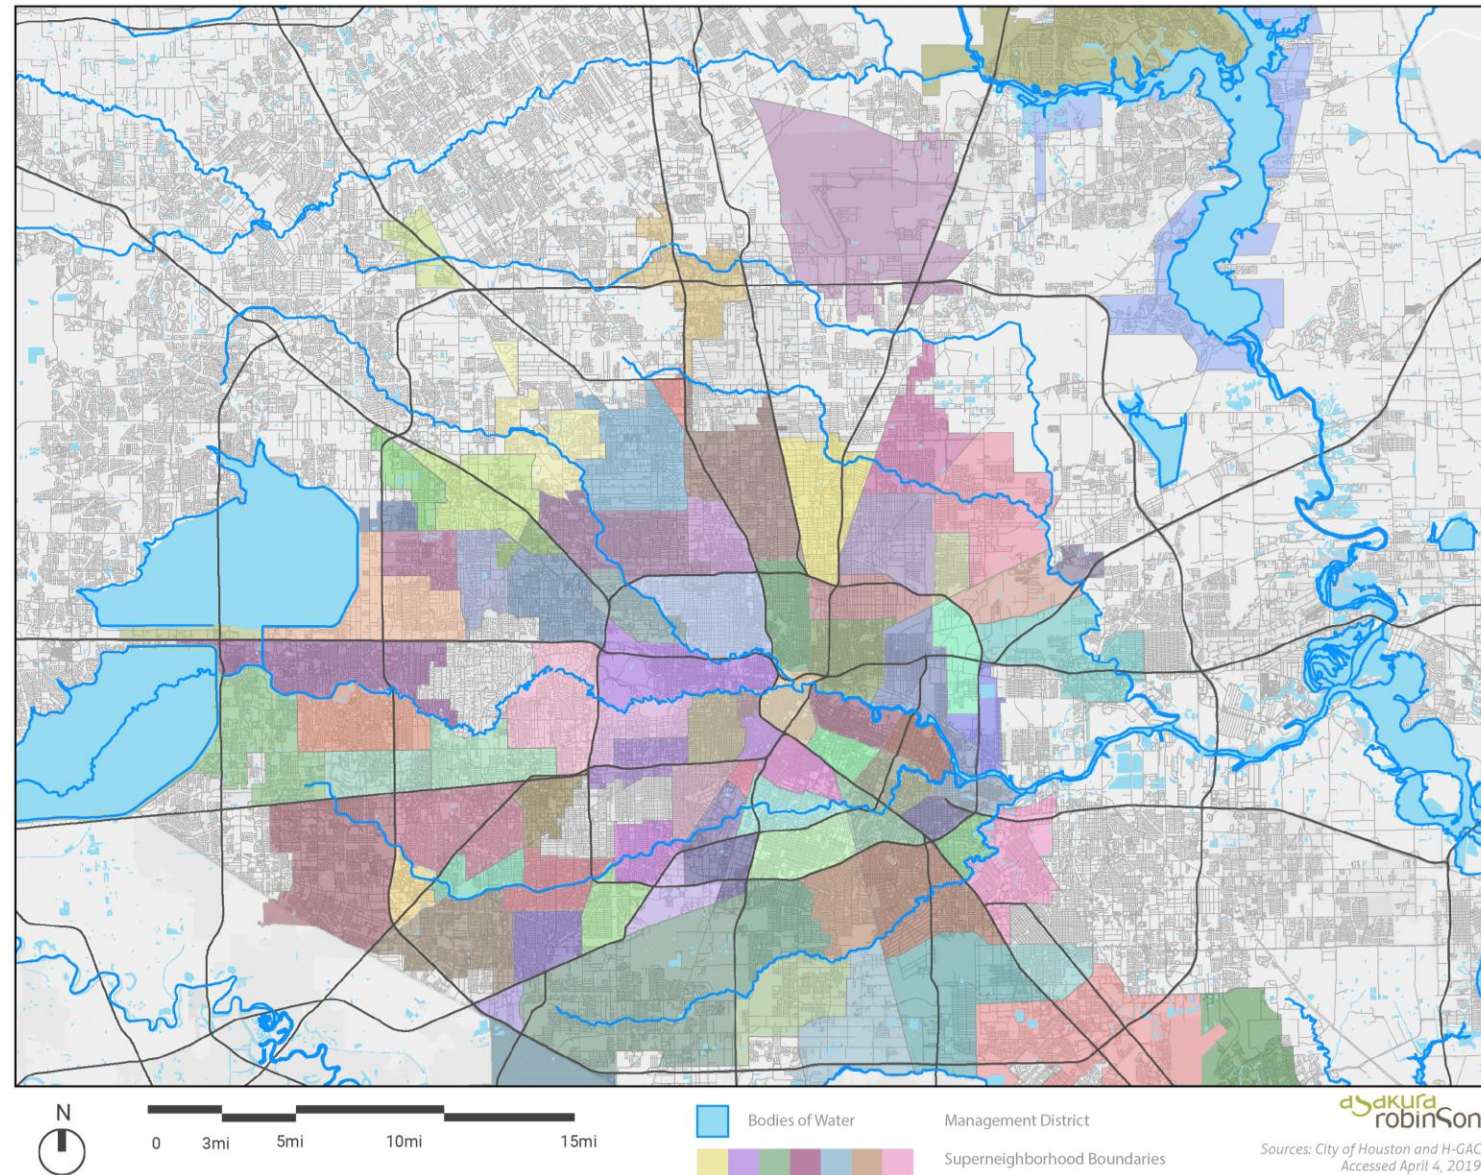 N
0 3mi 5mi 10mi 15mi
Bodies of Water
Management District
Superneighborhood Boundaries
asakura
robinson
Sources: City of Houston and H-GAC
Accessed April 4, 2019